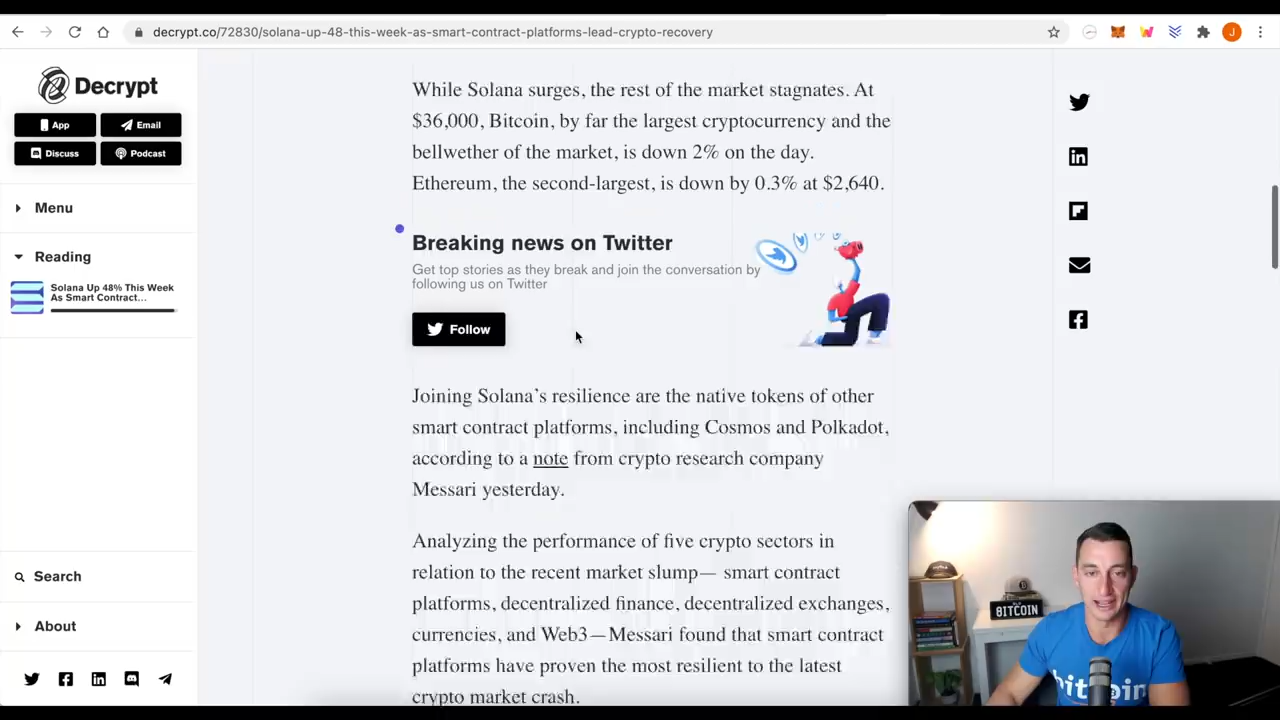 decrypt.co/72830/solana-up-48-this-week-as-smart-contract-platforms-lead-crypto-recovery
J
Decrypt
App
Email
Discuss
Podcast
Menu
Reading
Solana Up 48% This Week
As Smart Contract...
Search
About
While Solana surges, the rest of the market stagnates. At
$36,000, Bitcoin, by far the largest cryptocurrency and the
bellwether of the market, is down 2% on the day.
Ethereum, the second-largest, is down by 0.3% at $2,640.
Breaking news on Twitter
Get top stories as they break and join the conversation by
following us on Twitter
Follow
Joining Solana’s resilience are the native tokens of other
smart contract platforms, including Cosmos and Polkadot,
according to a note from crypto research company
Messari yesterday.
Analyzing the performance of five crypto sectors in
relation to the recent market slump— smart contract
platforms, decentralized finance, decentralized exchanges,
currencies, and Web3—Messari found that smart contract
platforms have proven the most resilient to the latest
crypto market crash.
BITCOIN
bitcoin